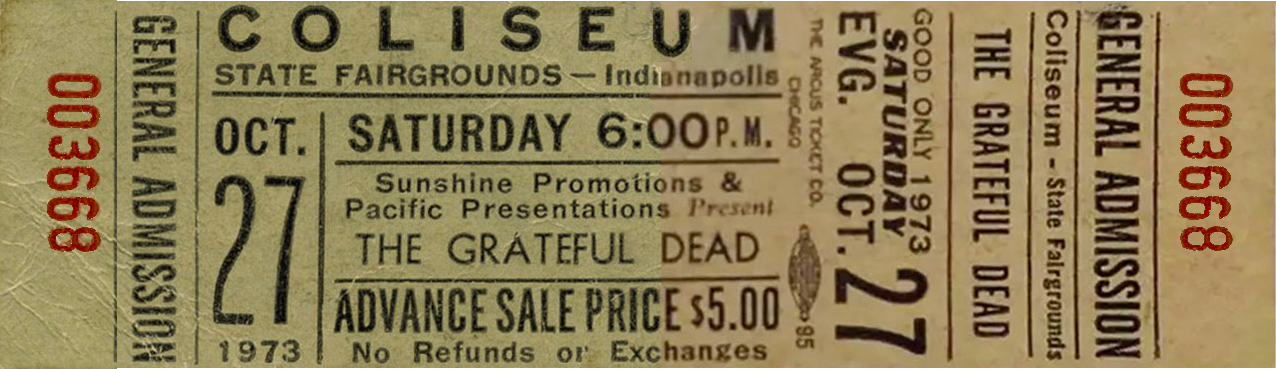 003668
GENERAL ADMISSION
COLISEUM
STATE FAIRGROUNDS — Indianapolis
OCT.
27
1973
SATURDAY 6:00 P.M.
Sunshine Promotions &
Pacific Presentations Present
THE GRATEFUL DEAD
ADVANCE SALE PRICE $5.00
No Refunds or Exchanges
THE ARCUS TICKET CO.
CHICAGO
95
GOOD ONLY 1973
SATURDAY
EVG. OCT. 27
THE GRATEFUL DEAD
Coliseum - State Fairgrounds
GENERAL ADMISSION
003668